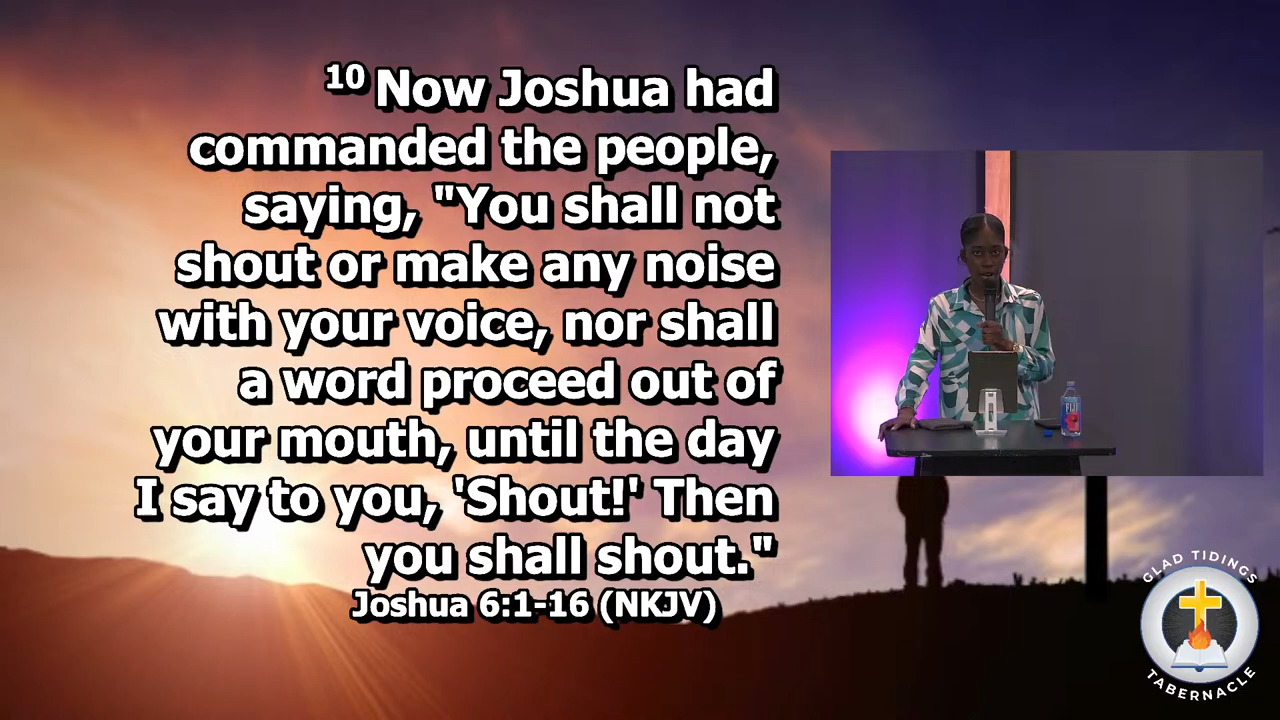 10 Now Joshua had
commanded the people,
saying, "You shall not
shout or make any noise
with your voice, nor shall
a word proceed out of
your mouth, until the day
I say to you, 'Shout!' Then
you shall shout."
Joshua 6:1-16 (NKJV)
FIJI
GLAD TIDINGS
TABERNACLE